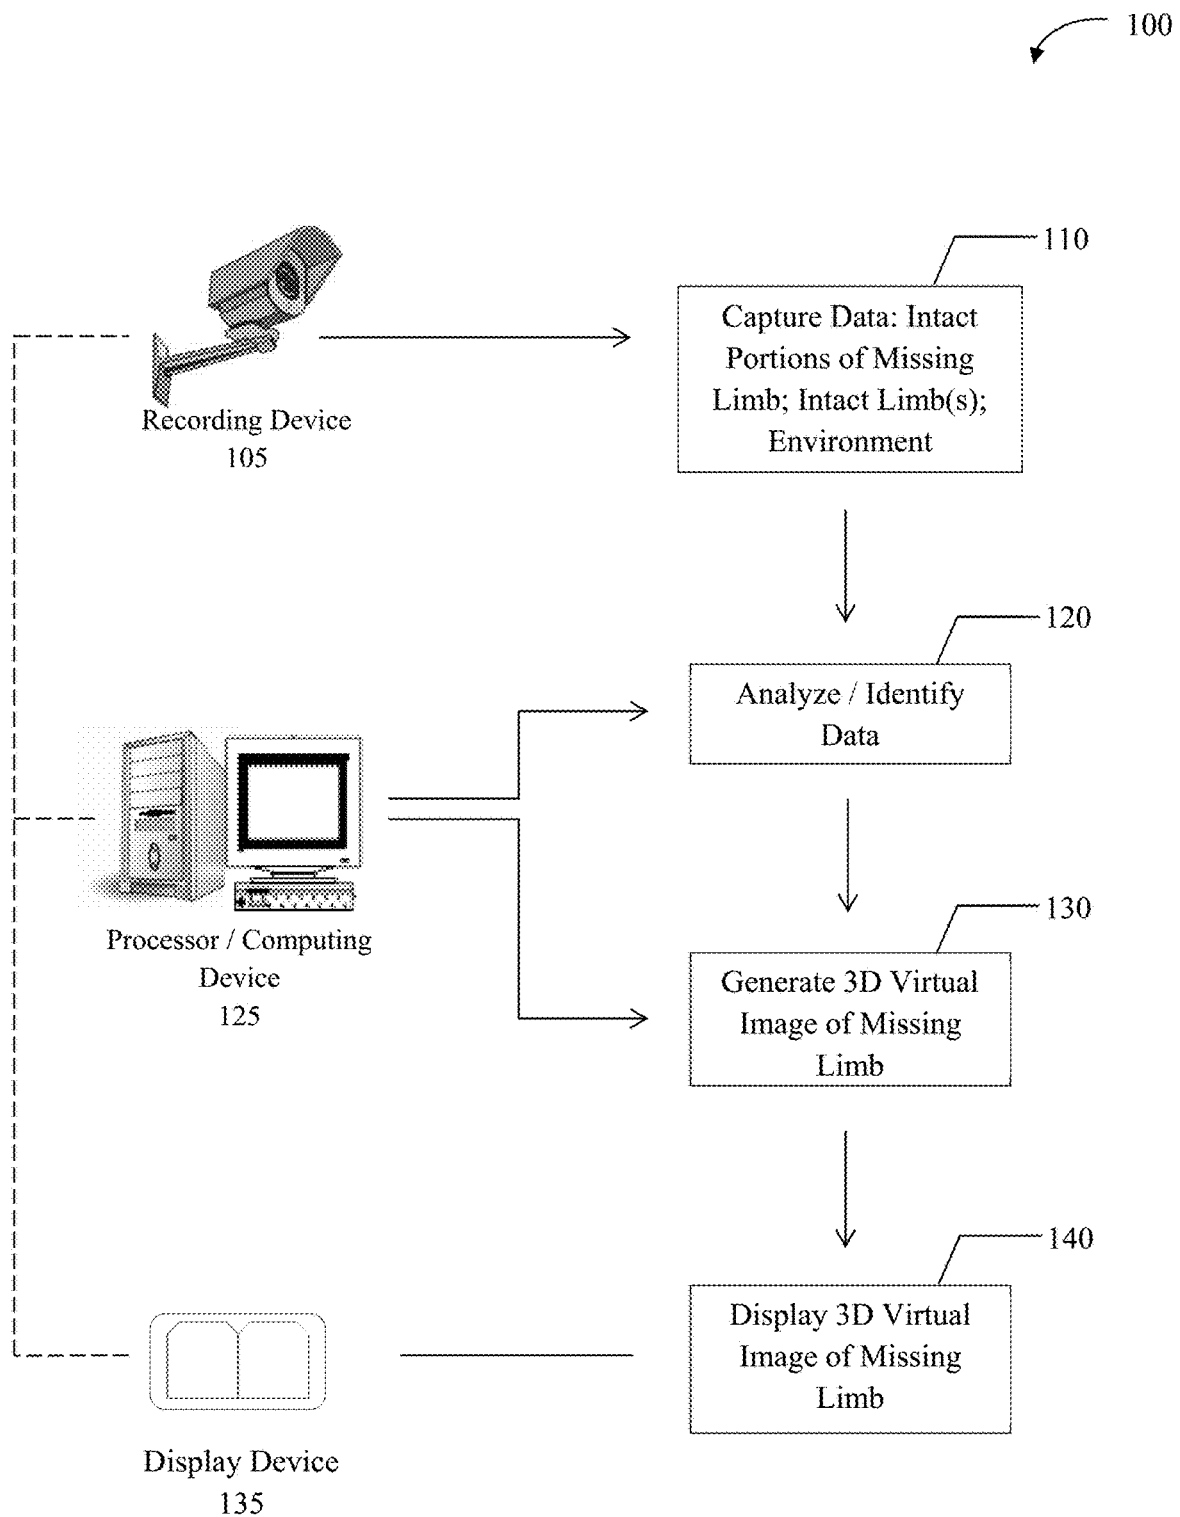 100
110
Capture Data: Intact
Portions of Missing
Limb; Intact Limb(s);
Environment
Recording Device
105
120
Analyze / Identify
Data
Processor / Computing
Device
125
130
Generate 3D Virtual
Image of Missing
Limb
140
Display 3D Virtual
Image of Missing
Limb
Display Device
135